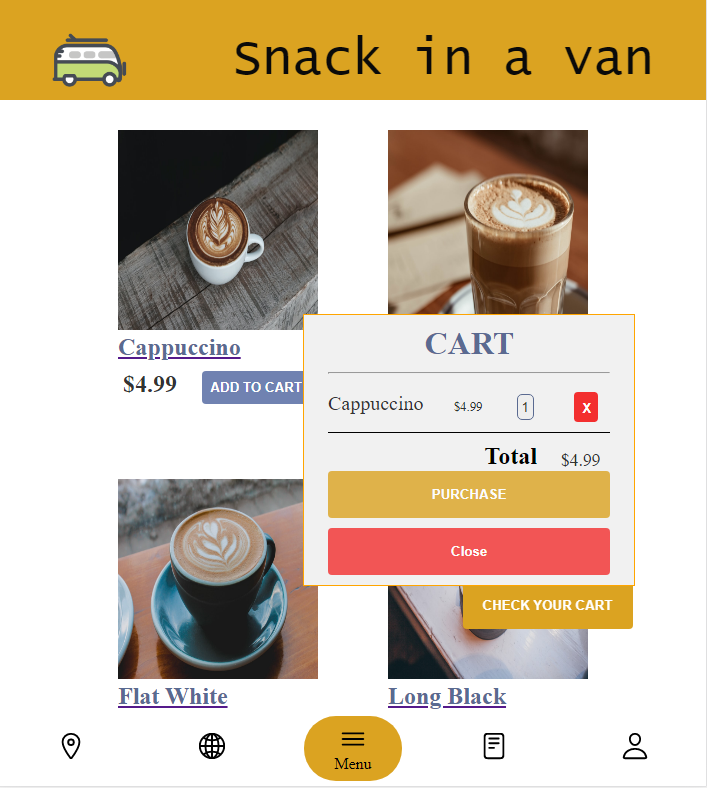 Snack in a van
Cappuccino
$4.99
ADD TO CART
CART
Cappuccino $4.99 1 X
Total $4.99
PURCHASE
Close
CHECK YOUR CART
Flat White
Long Black
Menu